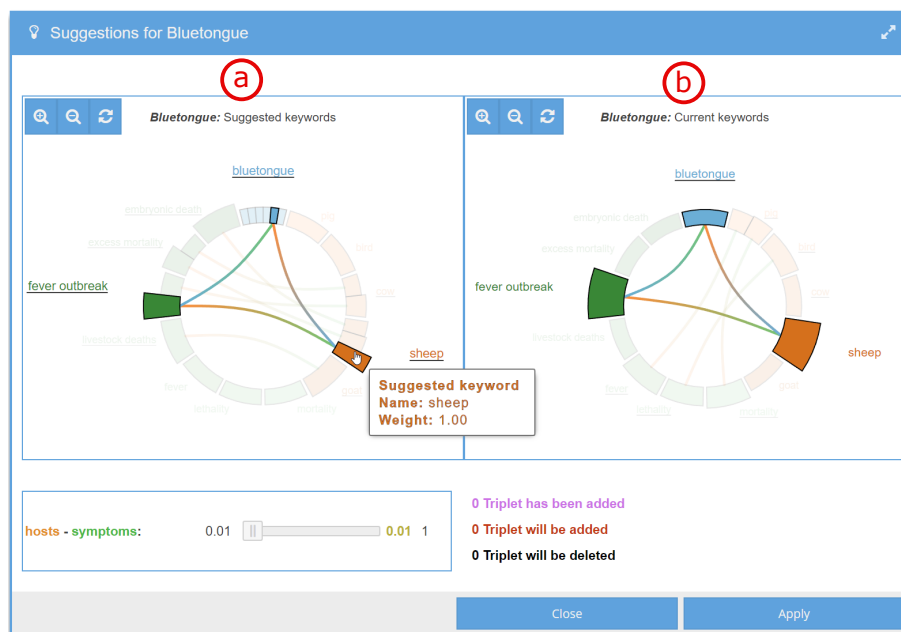 Suggestions for Bluetongue
a
b
Bluetongue: Suggested keywords
bluetongue
embryonic death
pig
excess mortality
bird
fever outbreak
cow
livestock deaths
sheep
fever
goat
lethality
mortality
Suggested keyword
Name: sheep
Weight: 1.00
Bluetongue: Current keywords
bluetongue
embryonic death
pig
excess mortality
bird
fever outbreak
cow
livestock deaths
sheep
fever
goat
lethality
mortality
hosts - symptoms: 0.01 0.01 1
0 Triplet has been added
0 Triplet will be added
0 Triplet will be deleted
Close
Apply